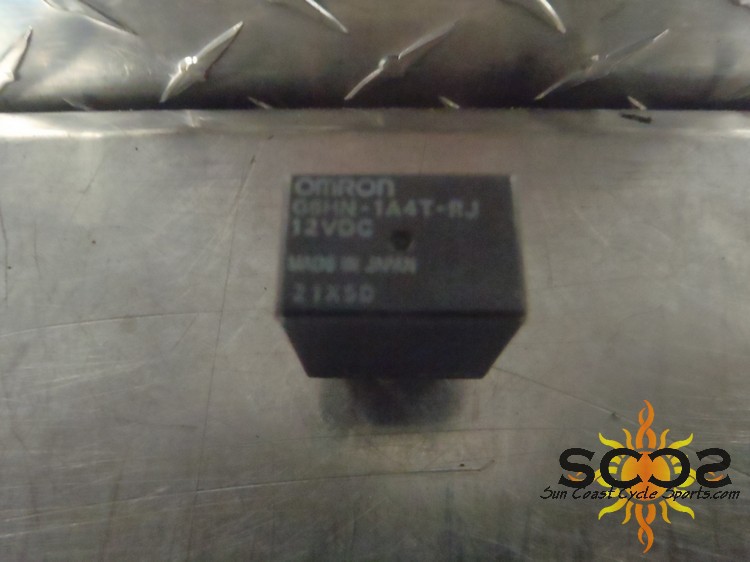 OMRON
G8HN-1A4T-RJ
12VDC
MADE IN JAPAN
21X5D
SCCS
Sun Coast Cycle Sports.com